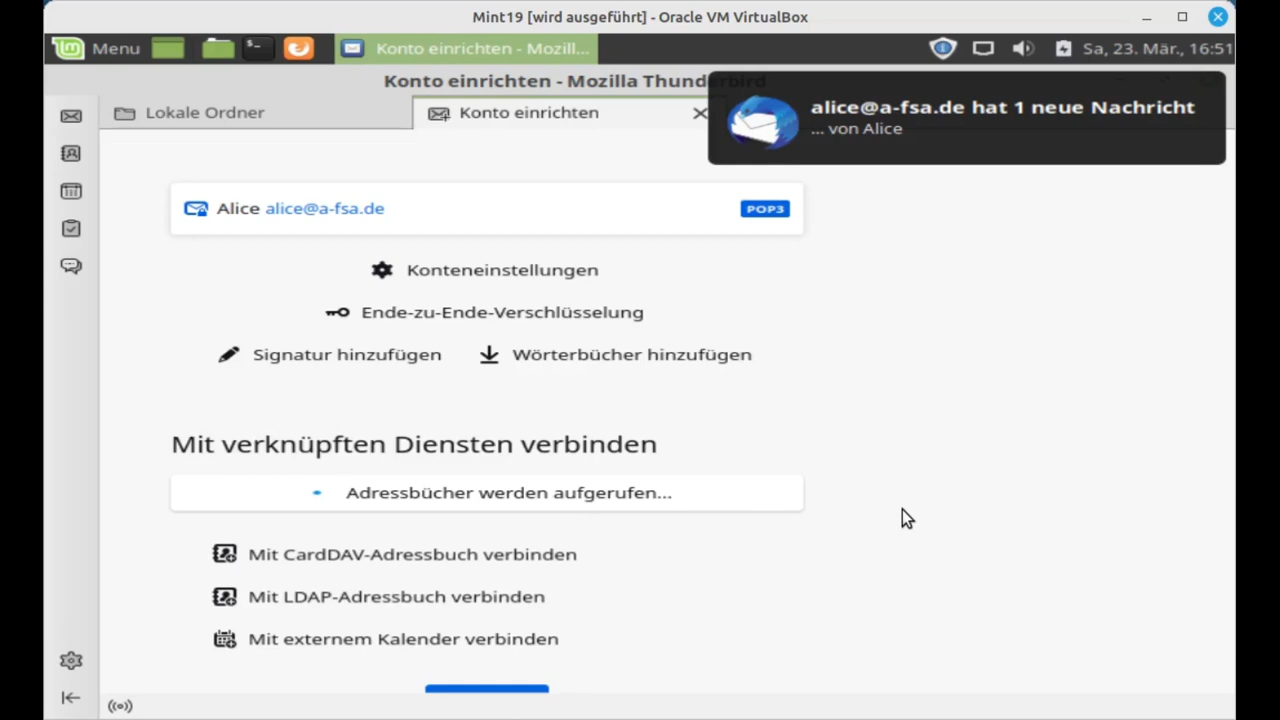 Mint19 [wird ausgeführt] - Oracle VM VirtualBox
Menu
Konto einrichten - Mozill...
Sa, 23. Mär., 16:51
Konto einrichten - Mozilla Thunderbird
Lokale Ordner
Konto einrichten
alice@a-fsa.de hat 1 neue Nachricht
... von Alice
Alice alice@a-fsa.de
POP3
Konteneinstellungen
Ende-zu-Ende-Verschlüsselung
Signatur hinzufügen
Wörterbücher hinzufügen
Mit verknüpften Diensten verbinden
Adressbücher werden aufgerufen...
Mit CardDAV-Adressbuch verbinden
Mit LDAP-Adressbuch verbinden
Mit externem Kalender verbinden